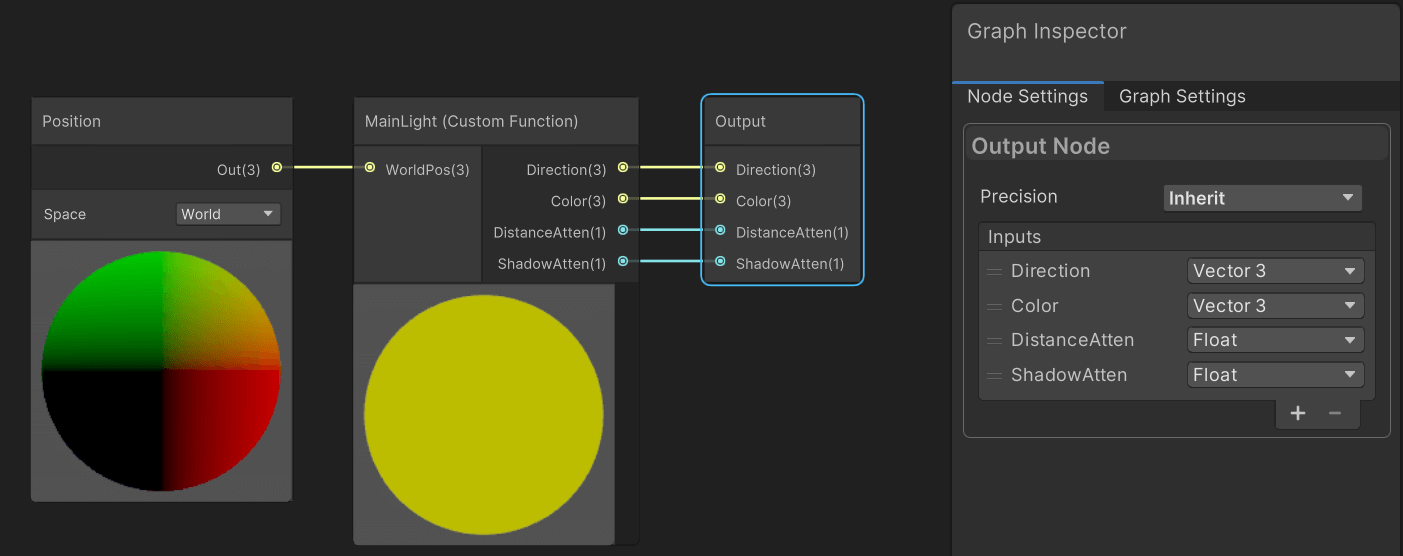 Graph Inspector
Node Settings Graph Settings
Position
MainLight (Custom Function)
Output
Output Node
Out(3)
WorldPos(3)
Direction(3)
Direction(3)
Color(3)
Color(3)
DistanceAtten(1)
DistanceAtten(1)
ShadowAtten(1)
ShadowAtten(1)
Space World
Precision Inherit
Inputs
Direction Vector 3
Color Vector 3
DistanceAtten Float
ShadowAtten Float
+ −